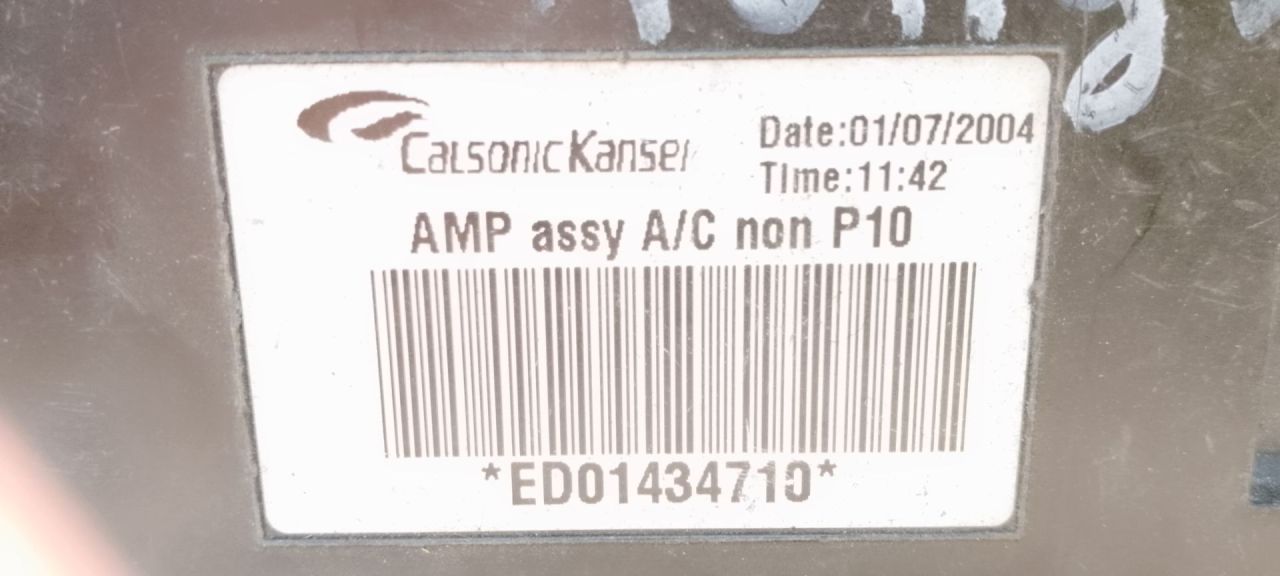 CalsonicKansei
Date:01/07/2004
Time:11:42
AMP assy A/C non P10
*ED01434710*